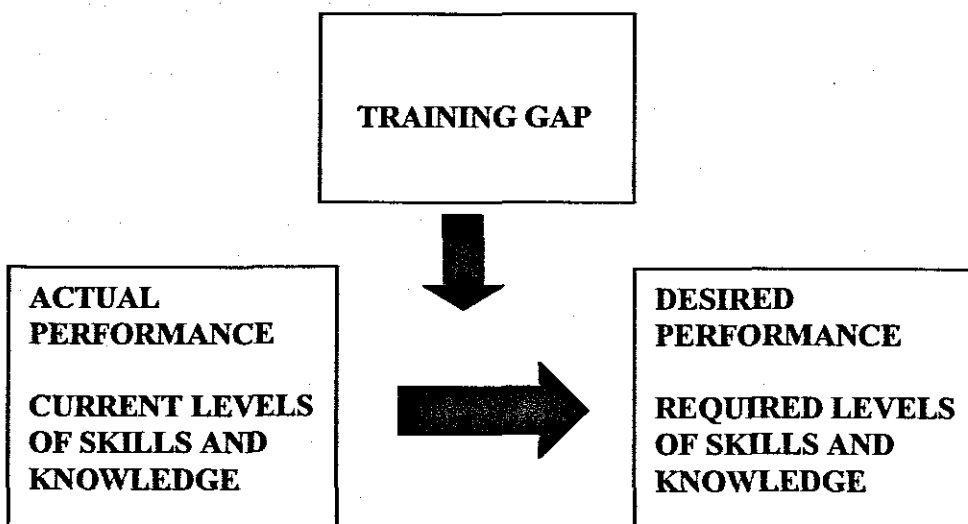 TRAINING GAP
ACTUAL
PERFORMANCE
CURRENT LEVELS
OF SKILLS AND
KNOWLEDGE
DESIRED
PERFORMANCE
REQUIRED LEVELS
OF SKILLS AND
KNOWLEDGE